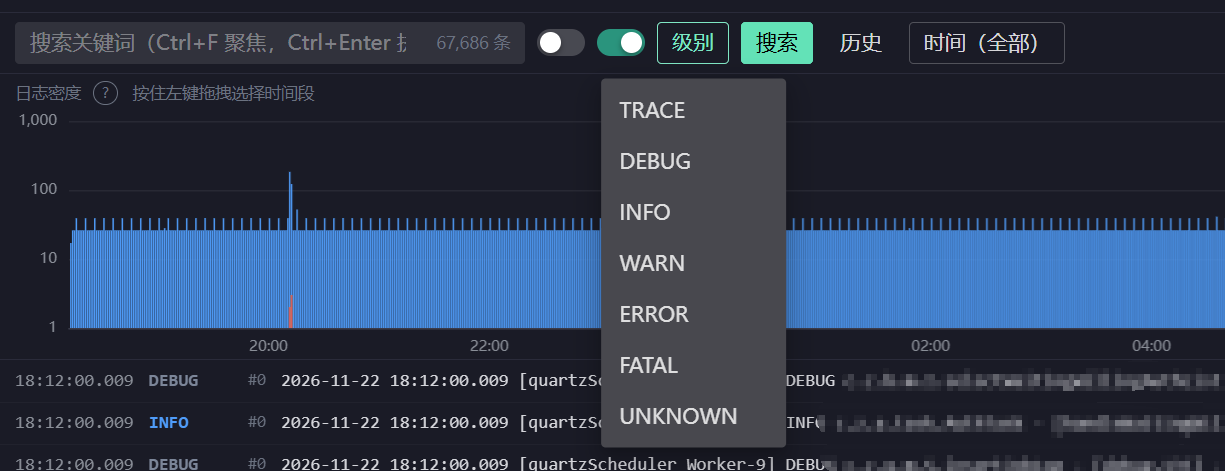 搜索关键词（Ctrl+F 聚焦，Ctrl+Enter 67,686 条 级别 搜索 历史 时间（全部）
日志密度 ? 按住左键拖拽选择时间段
1,000
100
10
1
20:00 22:00 02:00 04:00
TRACE
DEBUG
INFO
WARN
ERROR
FATAL
UNKNOWN
18:12:00.009 DEBUG #0 2026-11-22 18:12:00.009 [quartzSc DEBUG
18:12:00.009 INFO #0 2026-11-22 18:12:00.009 [quartzSc INFO
18:12:00.009 DEBUG #0 2026-11-22 18:12:00.009 [quartzScheduler Worker-9] DEBUG